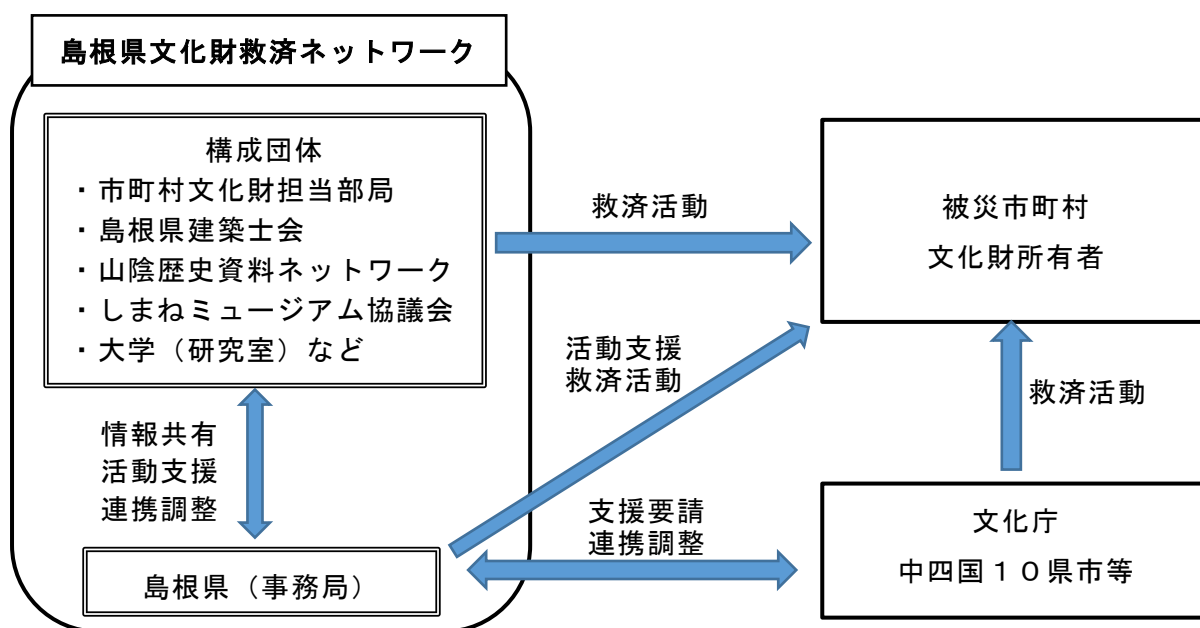 島根県文化財救済ネットワーク
構成団体
・市町村文化財担当部局
・島根県建築士会
・山陰歴史資料ネットワーク
・しまねミュージアム協議会
・大学（研究室）など
情報共有
活動支援
連携調整
島根県（事務局）
救済活動
活動支援
救済活動
支援要請
連携調整
被災市町村
文化財所有者
救済活動
文化庁
中四国１０県市等